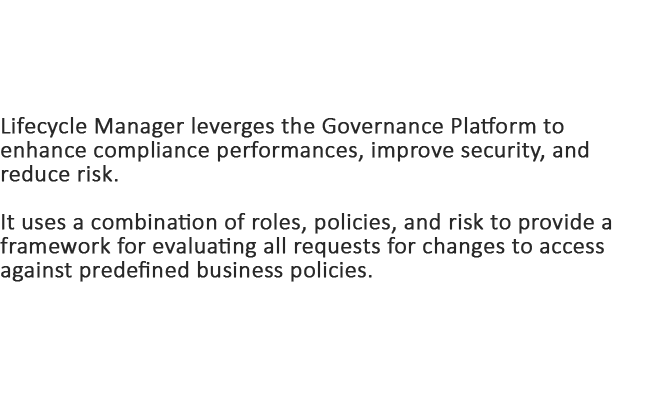 Lifecycle Manager leverges the Governance Platform to
enhance compliance performances, improve security, and
reduce risk.
It uses a combination of roles, policies, and risk to provide a
framework for evaluating all requests for changes to access
against predefined business policies.